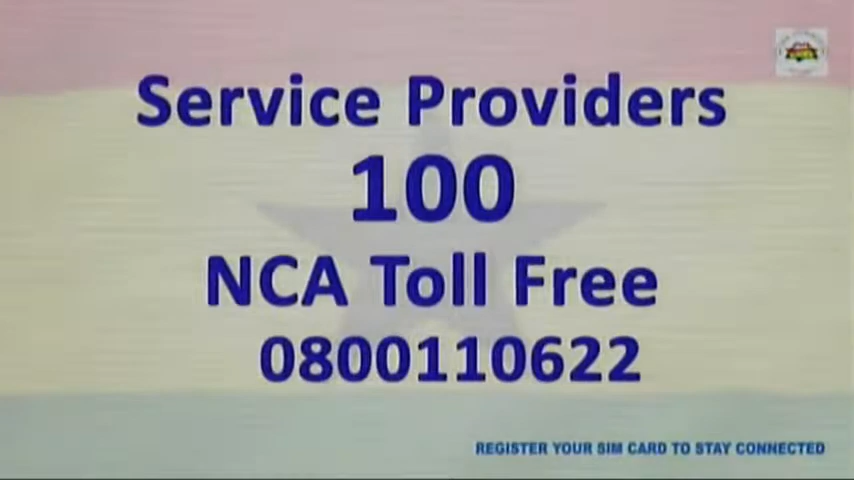 Service Providers
100
NCA Toll Free
0800110622
REGISTER YOUR SIM CARD TO STAY CONNECTED